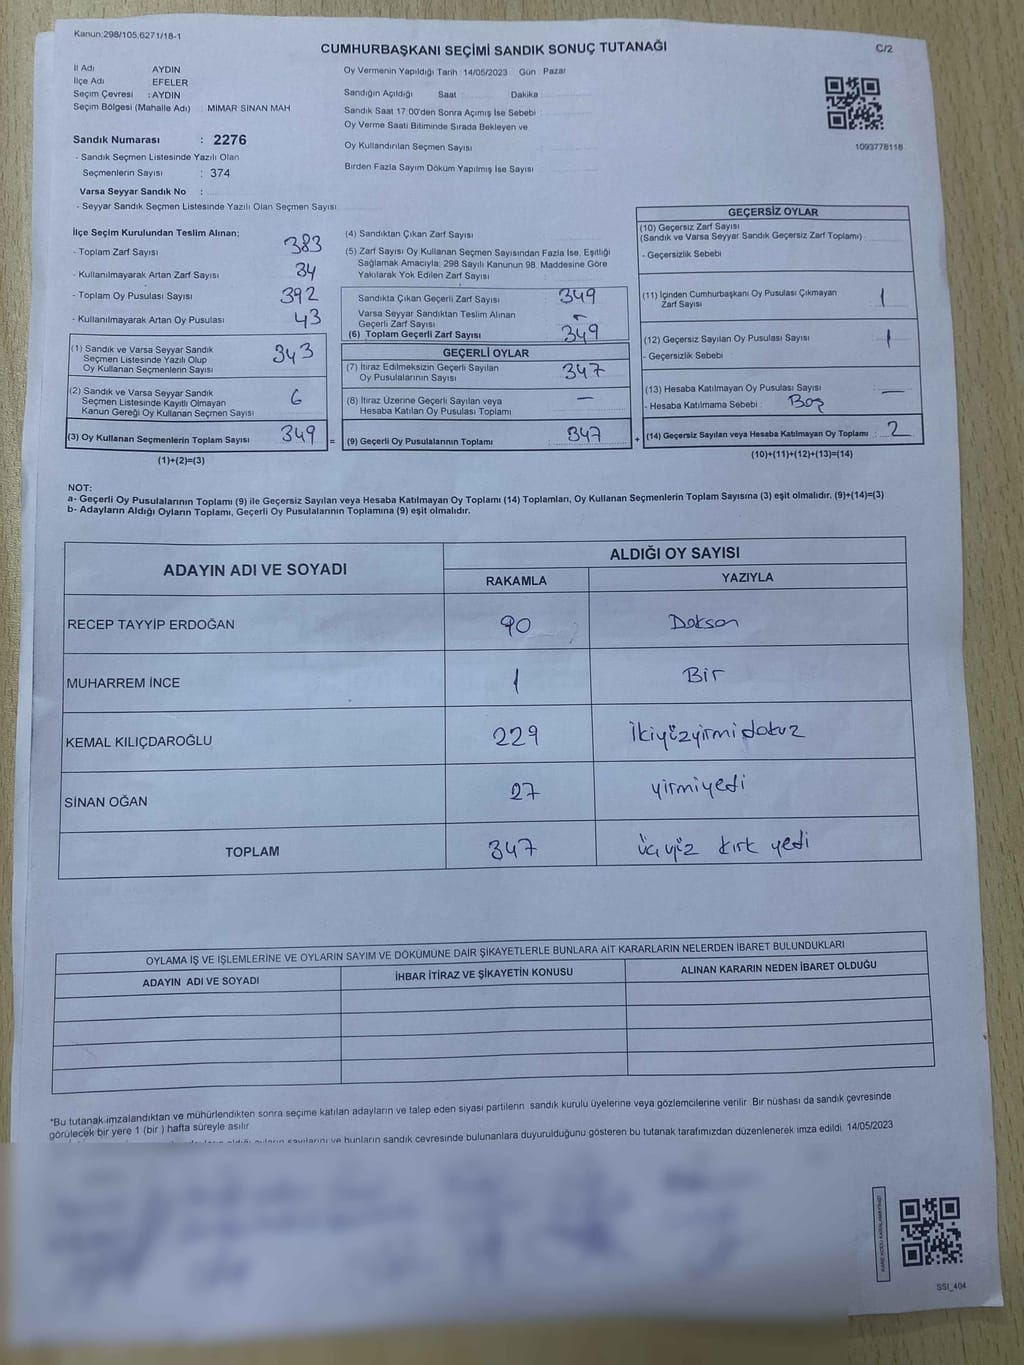 Kanun:298/105,6271/18-1
CUMHURBAŞKANI SEÇİMİ SANDIK SONUÇ TUTANAĞI
C/2
İl Adı AYDIN
İlçe Adı EFELER
Seçim Çevresi : AYDIN
Seçim Bölgesi (Mahalle Adı) MİMAR SİNAN MAH
Sandık Numarası : 2276
- Sandık Seçmen Listesinde Yazılı Olan
Seçmenlerin Sayısı : 374
Varsa Seyyar Sandık No :
- Seyyar Sandık Seçmen Listesinde Yazılı Olan Seçmen Sayısı
Oy Vermenin Yapıldığı Tarih : 14/05/2023 Gün : Pazar
Sandığın Açıldığı Saat : Dakika :
Sandık Saat 17:00'den Sonra Açımış İse Sebebi :
Oy Verme Saati Bitiminde Sırada Bekleyen ve
Oy Kullandırılan Seçmen Sayısı
Birden Fazla Sayım Döküm Yapılmış İse Sayısı
1093778118
İlçe Seçim Kurulundan Teslim Alınan;
- Toplam Zarf Sayısı 383
- Kullanılmayarak Artan Zarf Sayısı 34
- Toplam Oy Pusulası Sayısı 392
- Kullanılmayarak Artan Oy Pusulası 43
(1) Sandık ve Varsa Seyyar Sandık
Seçmen Listesinde Yazılı Olup
Oy Kullanan Seçmenlerin Sayısı 343
(2) Sandık ve Varsa Seyyar Sandık
Seçmen Listesinde Kayıtlı Olmayan
Kanun Gereği Oy Kullanan Seçmen Sayısı 6
(3) Oy Kullanan Seçmenlerin Toplam Sayısı 349 =
(1)+(2)=(3)
(4) Sandıktan Çıkan Zarf Sayısı
(5) Zarf Sayısı Oy Kullanan Seçmen Sayısından Fazla İse, Eşitliği
Sağlamak Amacıyla, 298 Sayılı Kanunun 98. Maddesine Göre
Yakılarak Yok Edilen Zarf Sayısı
Sandıkta Çıkan Geçerli Zarf Sayısı 349
Varsa Seyyar Sandıktan Teslim Alınan
Geçerli Zarf Sayısı -
(6) Toplam Geçerli Zarf Sayısı 349
GEÇERLİ OYLAR
(7) İtiraz Edilmeksizin Geçerli Sayılan
Oy Pusulalarının Sayısı 347
(8) İtiraz Üzerine Geçerli Sayılan veya
Hesaba Katılan Oy Pusulası Toplamı -
(9) Geçerli Oy Pusulalarının Toplamı 347 +
GEÇERSİZ OYLAR
(10) Geçersiz Zarf Sayısı
(Sandık ve Varsa Seyyar Sandık Geçersiz Zarf Toplamı)
- Geçersizlik Sebebi
(11) İçinden Cumhurbaşkanı Oy Pusulası Çıkmayan
Zarf Sayısı 1
(12) Geçersiz Sayılan Oy Pusulası Sayısı 1
- Geçersizlik Sebebi
(13) Hesaba Katılmayan Oy Pusulası Sayısı —
- Hesaba Katılmama Sebebi : Boş
(14) Geçersiz Sayılan veya Hesaba Katılmayan Oy Toplamı : 2
(10)+(11)+(12)+(13)=(14)
NOT:
a- Geçerli Oy Pusulalarının Toplamı (9) ile Geçersiz Sayılan veya Hesaba Katılmayan Oy Toplamı (14) Toplamları, Oy Kullanan Seçmenlerin Toplam Sayısına (3) eşit olmalıdır. (9)+(14)=(3)
b- Adayların Aldığı Oyların Toplamı, Geçerli Oy Pusulalarının Toplamına (9) eşit olmalıdır.
ADAYIN ADI VE SOYADI ALDIĞI OY SAYISI
RAKAMLA YAZIYLA
RECEP TAYYİP ERDOĞAN 90 Doksan
MUHARREM İNCE 1 Bir
KEMAL KILIÇDAROĞLU 229 İkiyüzyirmidokuz
SİNAN OĞAN 27 yirmiyedi
TOPLAM 347 üçyüz kırk yedi
OYLAMA İŞ VE İŞLEMLERİNE VE OYLARIN SAYIM VE DÖKÜMÜNE DAİR ŞİKAYETLERLE BUNLARA AİT KARARLARIN NELERDEN İBARET BULUNDUKLARI
ADAYIN ADI VE SOYADI İHBAR İTİRAZ VE ŞİKAYETİN KONUSU ALINAN KARARIN NEDEN İBARET OLDUĞU
*Bu tutanak imzalandıktan ve mühürlendikten sonra seçime katılan adayların ve talep eden siyasi partilerin sandık kurulu üyelerine veya gözlemcilerine verilir. Bir nüshası da sandık çevresinde
görülecek bir yere 1 (bir ) hafta süreyle asılır
oyların sayılarını ve bunların sandık çevresinde bulunanlara duyurulduğunu gösteren bu tutanak tarafımızdan düzenlenerek imza edildi. 14/05/2023
SSI_404